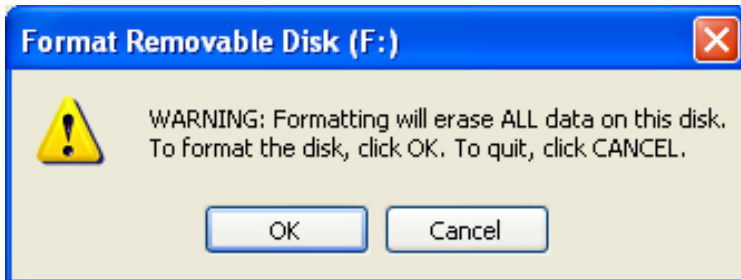 Format Removable Disk (F:)
WARNING: Formatting will erase ALL data on this disk.
To format the disk, click OK. To quit, click CANCEL.
OK
Cancel